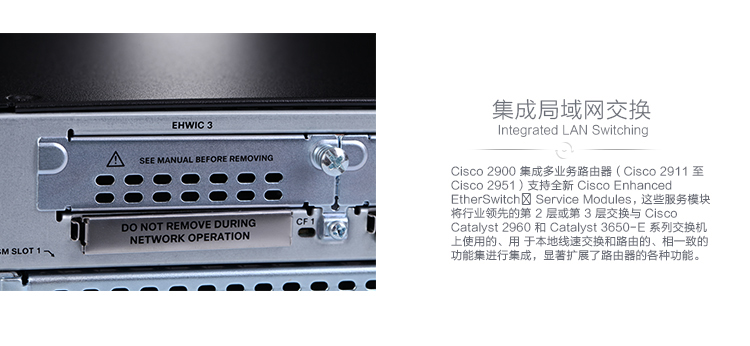 EHWIC 3
SEE MANUAL BEFORE REMOVING
DO NOT REMOVE DURING
NETWORK OPERATION
CF 1
SM SLOT 1
集成局域网交换
Integrated LAN Switching
Cisco 2900 集成多业务路由器（Cisco 2911 至
Cisco 2951）支持全新 Cisco Enhanced
EtherSwitch Service Modules，这些服务模块
将行业领先的第 2 层或第 3 层交换与 Cisco
Catalyst 2960 和 Catalyst 3650-E 系列交换机
上使用的、用 于本地线速交换和路由的、相一致的
功能集进行集成，显著扩展了路由器的各种功能。